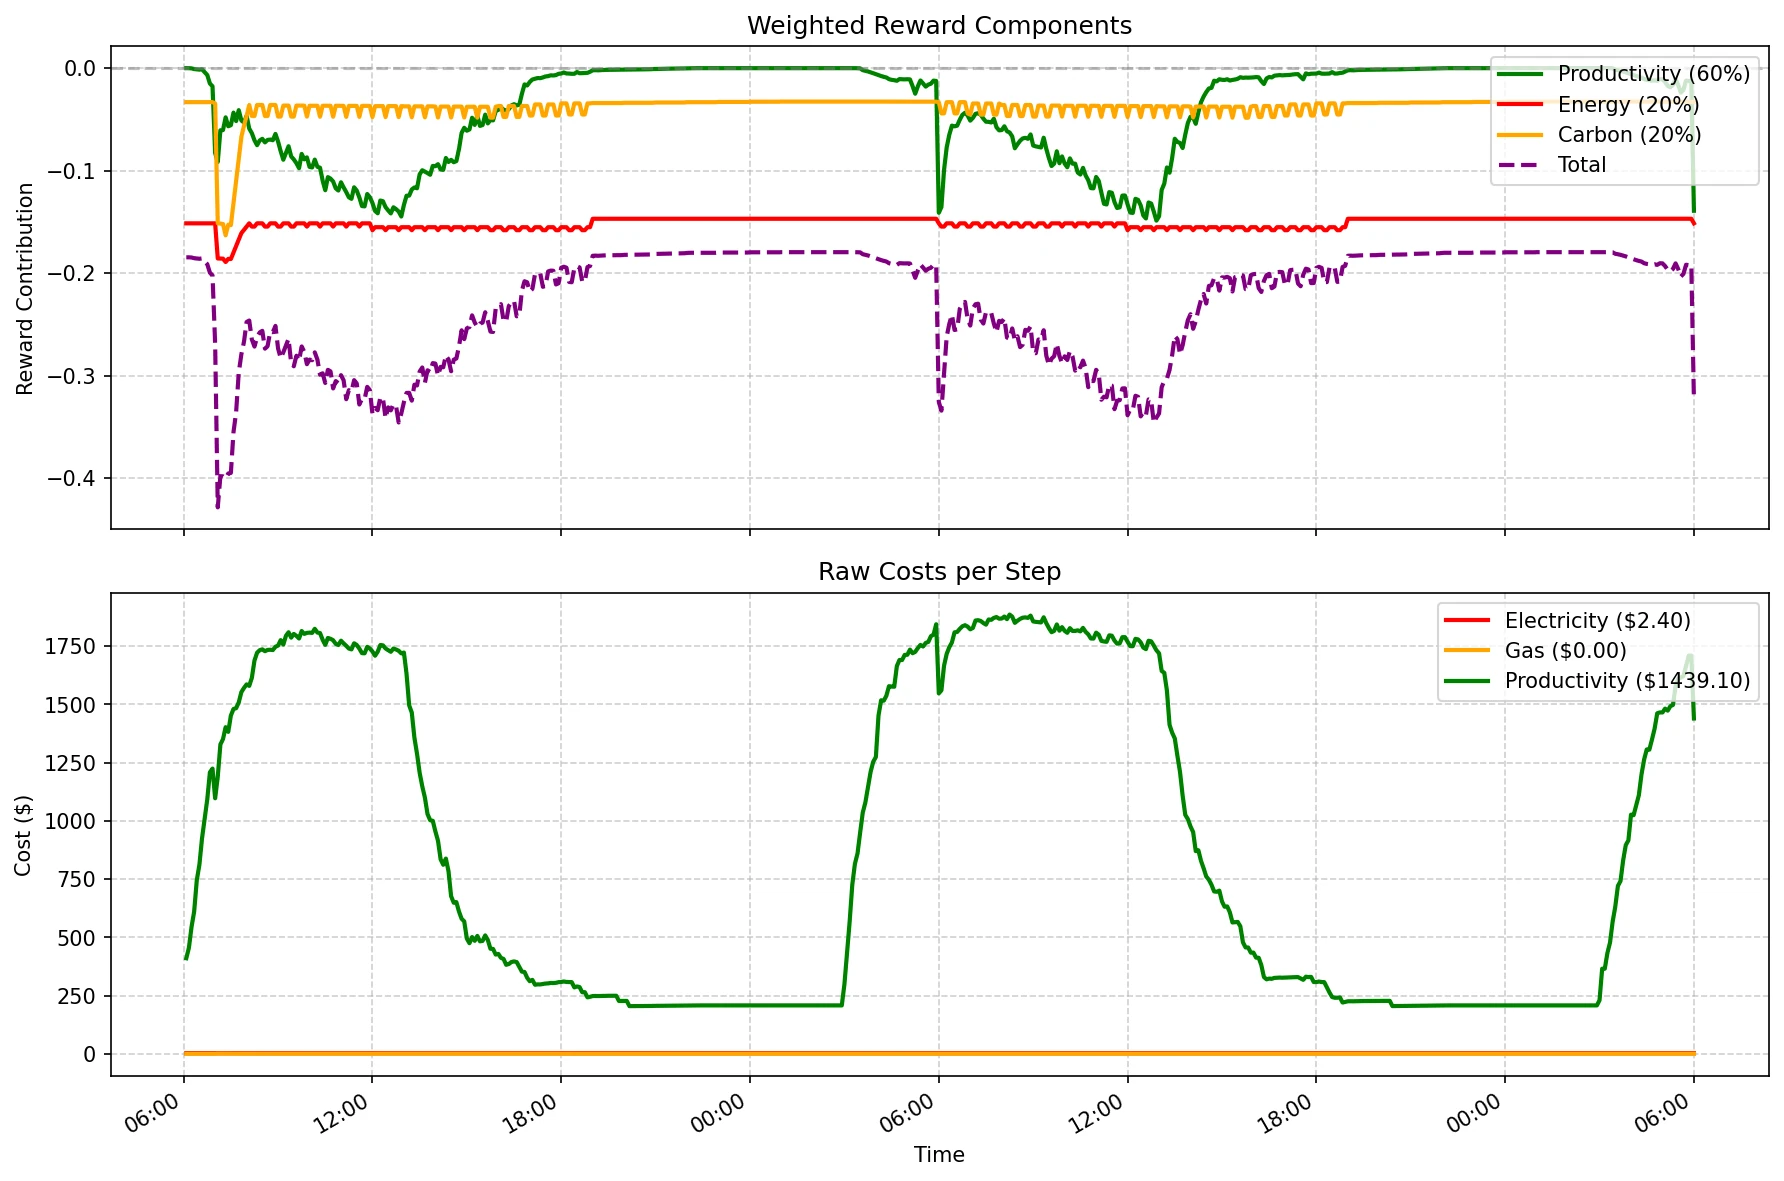 Weighted Reward Components
Reward Contribution
0.0
−0.1
−0.2
−0.3
−0.4
Productivity (60%)
Energy (20%)
Carbon (20%)
Total
Raw Costs per Step
Cost ($)
1750
1500
1250
1000
750
500
250
0
Electricity ($2.40)
Gas ($0.00)
Productivity ($1439.10)
06:00 12:00 18:00 00:00 06:00 12:00 18:00 00:00 06:00
Time